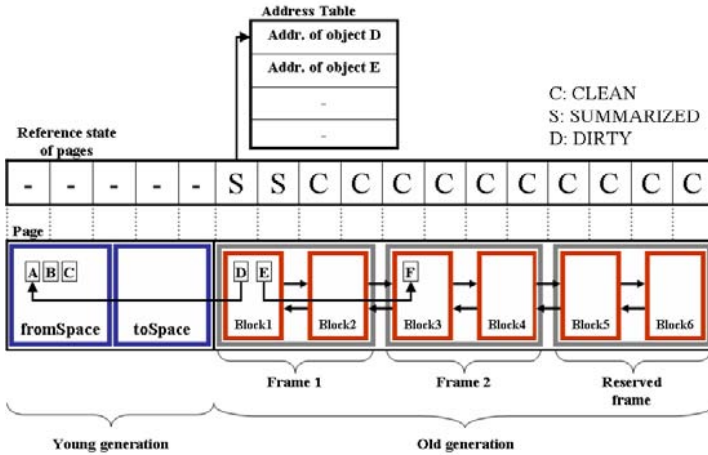 Address Table
Addr. of object D
Addr. of object E
-
-
C: CLEAN
S: SUMMARIZED
D: DIRTY
Reference state
of pages
- - - - - S S C C C C C C C C C C
Page
A B C D E F
fromSpace toSpace Block1 Block2 Block3 Block4 Block5 Block6
Frame 1 Frame 2 Reserved
frame
Young generation Old generation